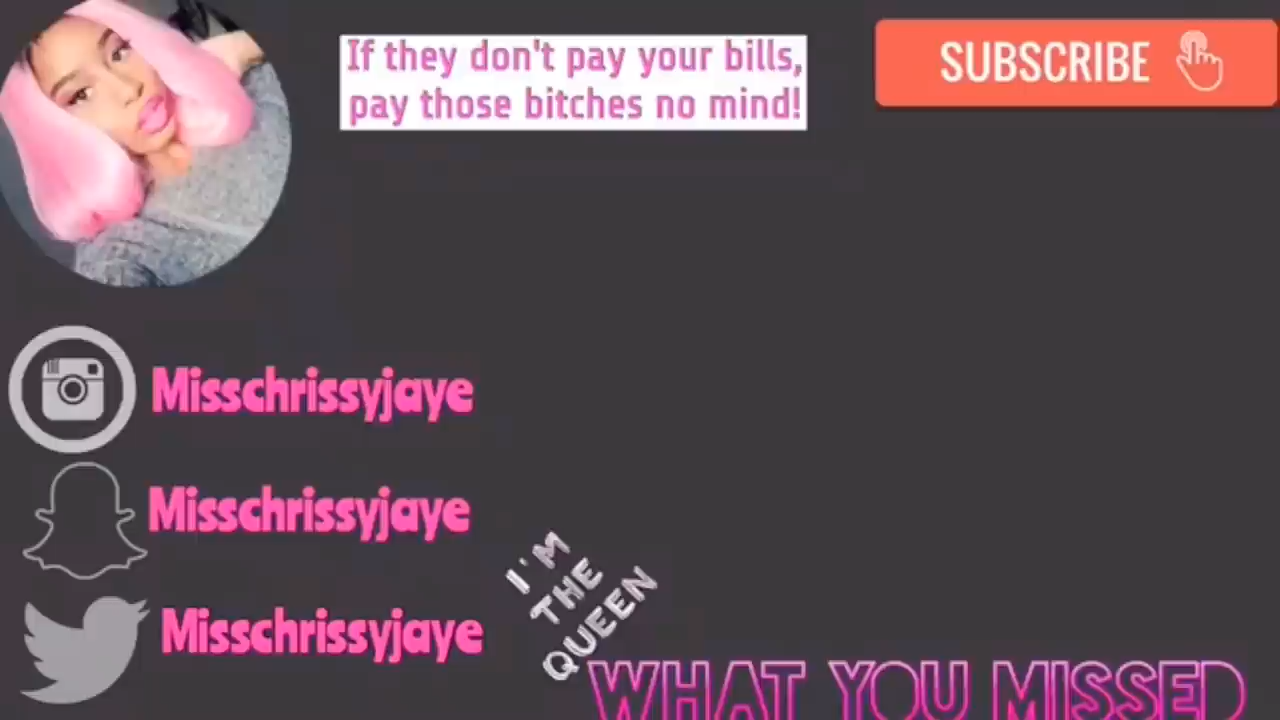 If they don't pay your bills,
pay those bitches no mind!
SUBSCRIBE
Misschrissyjaye
Misschrissyjaye
Misschrissyjaye
I'M
THE
QUEEN
WHAT YOU MISSED